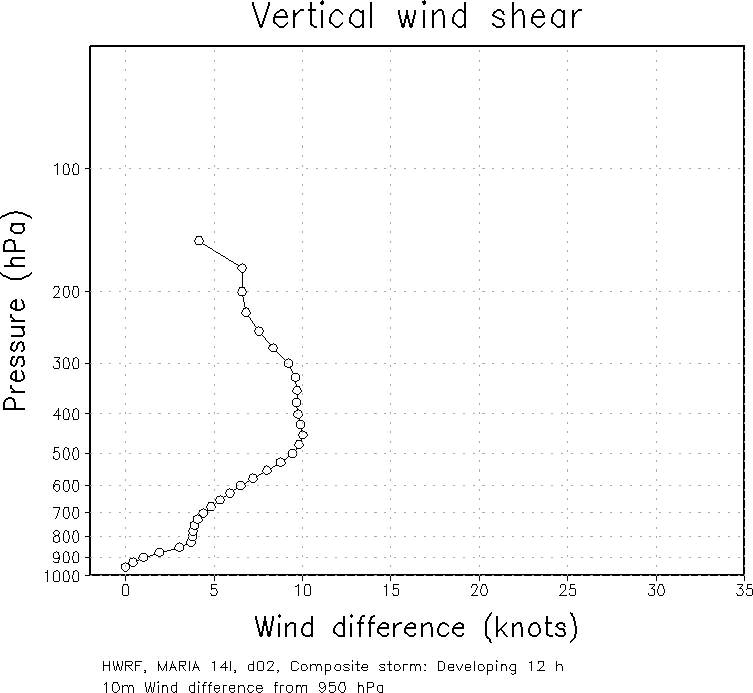 Vertical wind shear
Pressure (hPa)
100
200
300
400
500
600
700
800
900
1000
0 5 10 15 20 25 30 35
Wind difference (knots)
HWRF, MARIA 14l, d02, Composite storm: Developing 12 h
10m Wind difference from 950 hPa